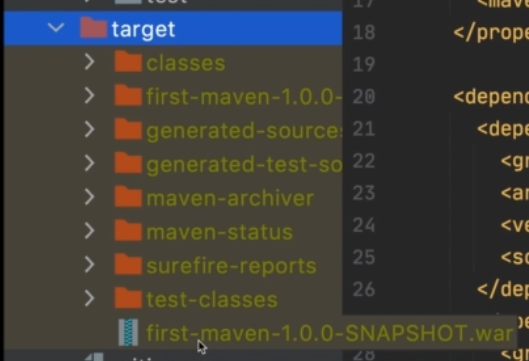 test
target
classes
first-maven-1.0.0-
generated-sources
generated-test-so
maven-archiver
maven-status
surefire-reports
test-classes
first-maven-1.0.0-SNAPSHOT.war
17 <mave
18 </prope
19
20 <depend
21 <depe
22 <gr
23 <ar
24 <ve
25 <sc
26 </dep
28 <gr